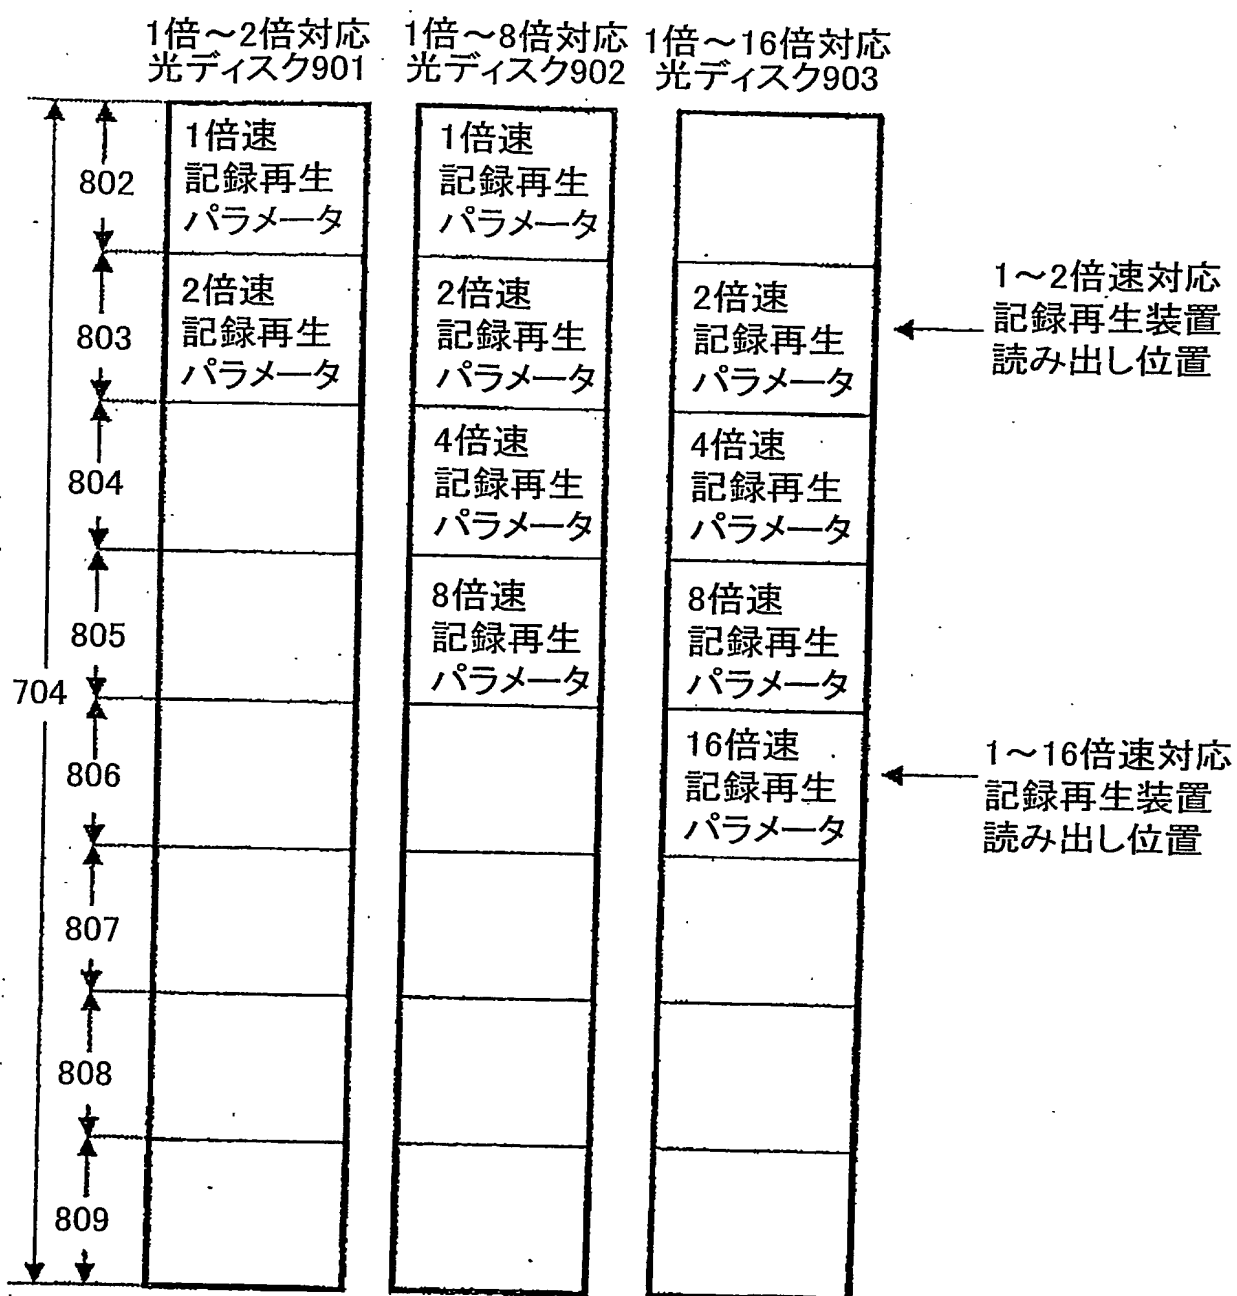 1倍～2倍対応
光ディスク901
1倍～8倍対応
光ディスク902
1倍～16倍対応
光ディスク903
704
802
803
804
805
806
807
808
809
1倍速
記録再生
パラメータ
2倍速
記録再生
パラメータ
1倍速
記録再生
パラメータ
2倍速
記録再生
パラメータ
4倍速
記録再生
パラメータ
8倍速
記録再生
パラメータ
2倍速
記録再生
パラメータ
4倍速
記録再生
パラメータ
8倍速
記録再生
パラメータ
16倍速
記録再生
パラメータ
1～2倍速対応
記録再生装置
読み出し位置
1～16倍速対応
記録再生装置
読み出し位置